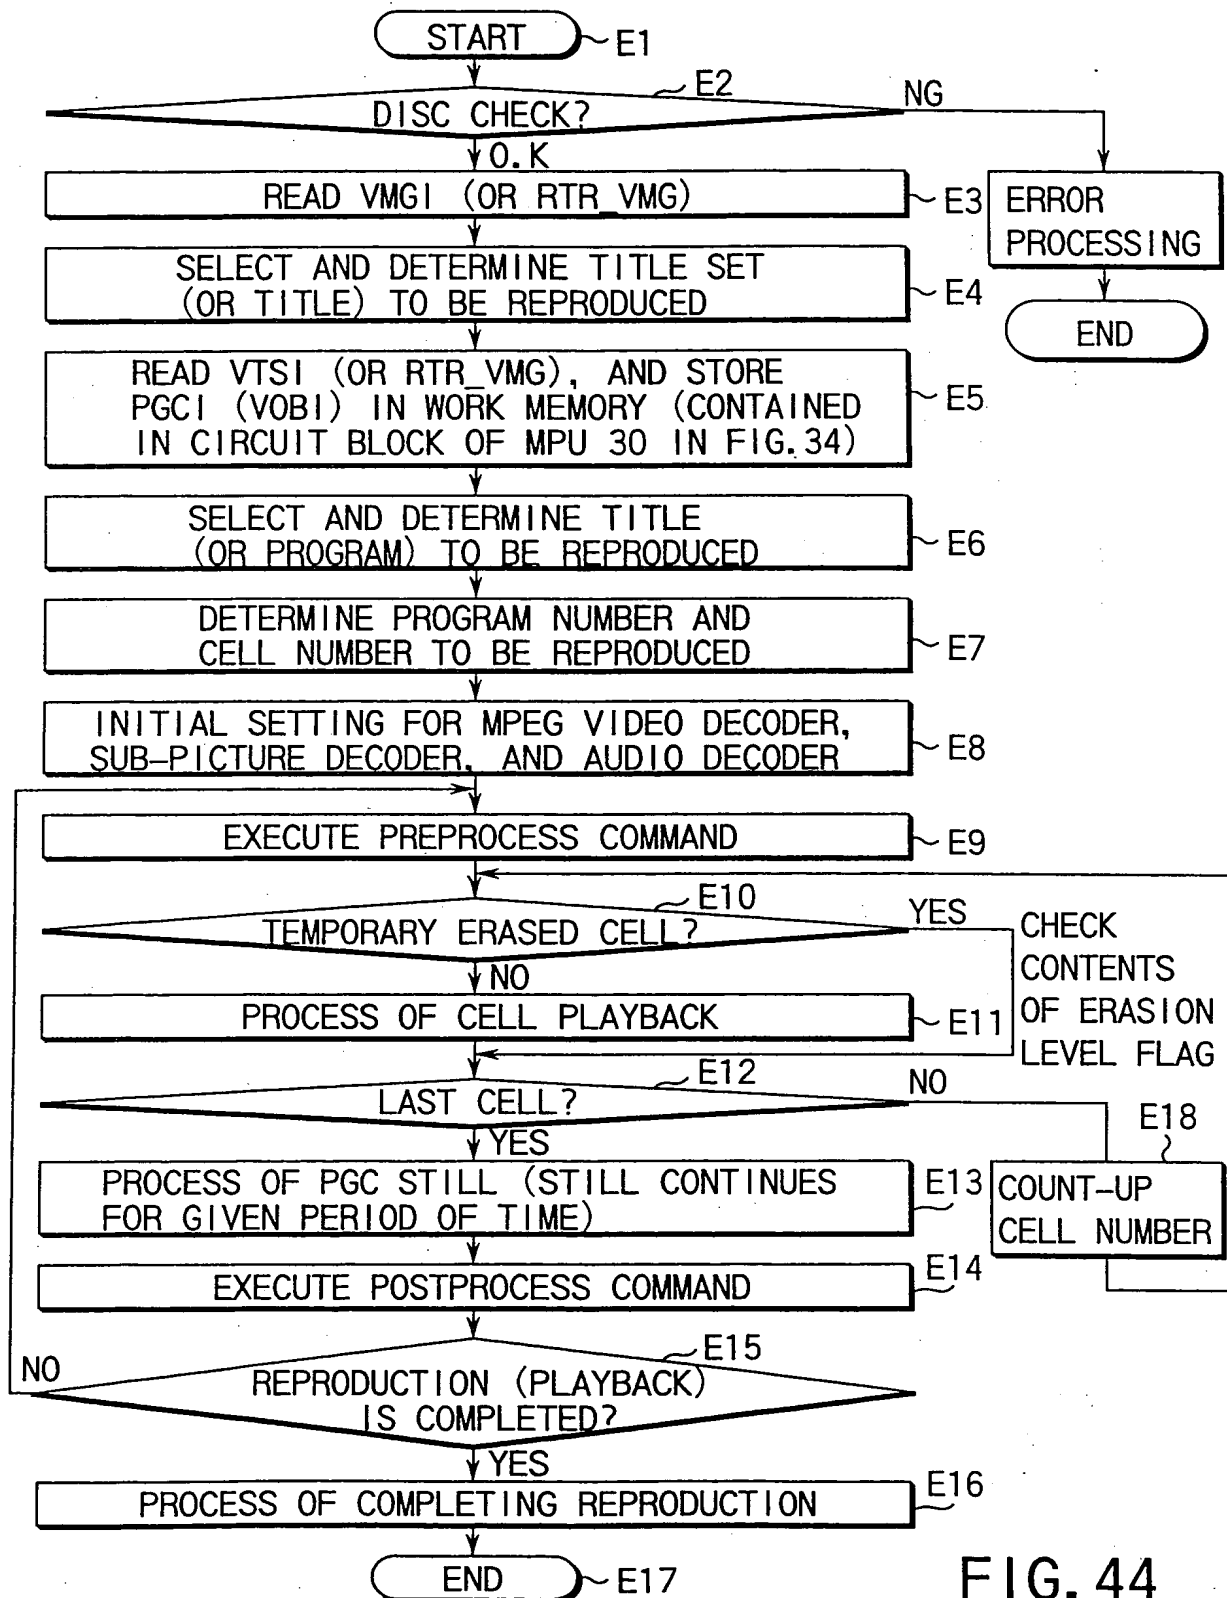 START
E1
E2
DISC CHECK?
NG
O.K
READ VMGI (OR RTR_VMG)
E3
ERROR
PROCESSING
END
SELECT AND DETERMINE TITLE SET
(OR TITLE) TO BE REPRODUCED
E4
READ VTSI (OR RTR_VMG), AND STORE
PGCI (VOBI) IN WORK MEMORY (CONTAINED
IN CIRCUIT BLOCK OF MPU 30 IN FIG.34)
E5
SELECT AND DETERMINE TITLE
(OR PROGRAM) TO BE REPRODUCED
E6
DETERMINE PROGRAM NUMBER AND
CELL NUMBER TO BE REPRODUCED
E7
INITIAL SETTING FOR MPEG VIDEO DECODER,
SUB-PICTURE DECODER, AND AUDIO DECODER
E8
EXECUTE PREPROCESS COMMAND
E9
E10
TEMPORARY ERASED CELL?
YES
CHECK
CONTENTS
OF ERASION
LEVEL FLAG
NO
PROCESS OF CELL PLAYBACK
E11
E12
LAST CELL?
NO
YES
E18
COUNT-UP
CELL NUMBER
PROCESS OF PGC STILL (STILL CONTINUES
FOR GIVEN PERIOD OF TIME)
E13
EXECUTE POSTPROCESS COMMAND
E14
E15
NO
REPRODUCTION (PLAYBACK)
IS COMPLETED?
YES
PROCESS OF COMPLETING REPRODUCTION
E16
END
E17
FIG. 44